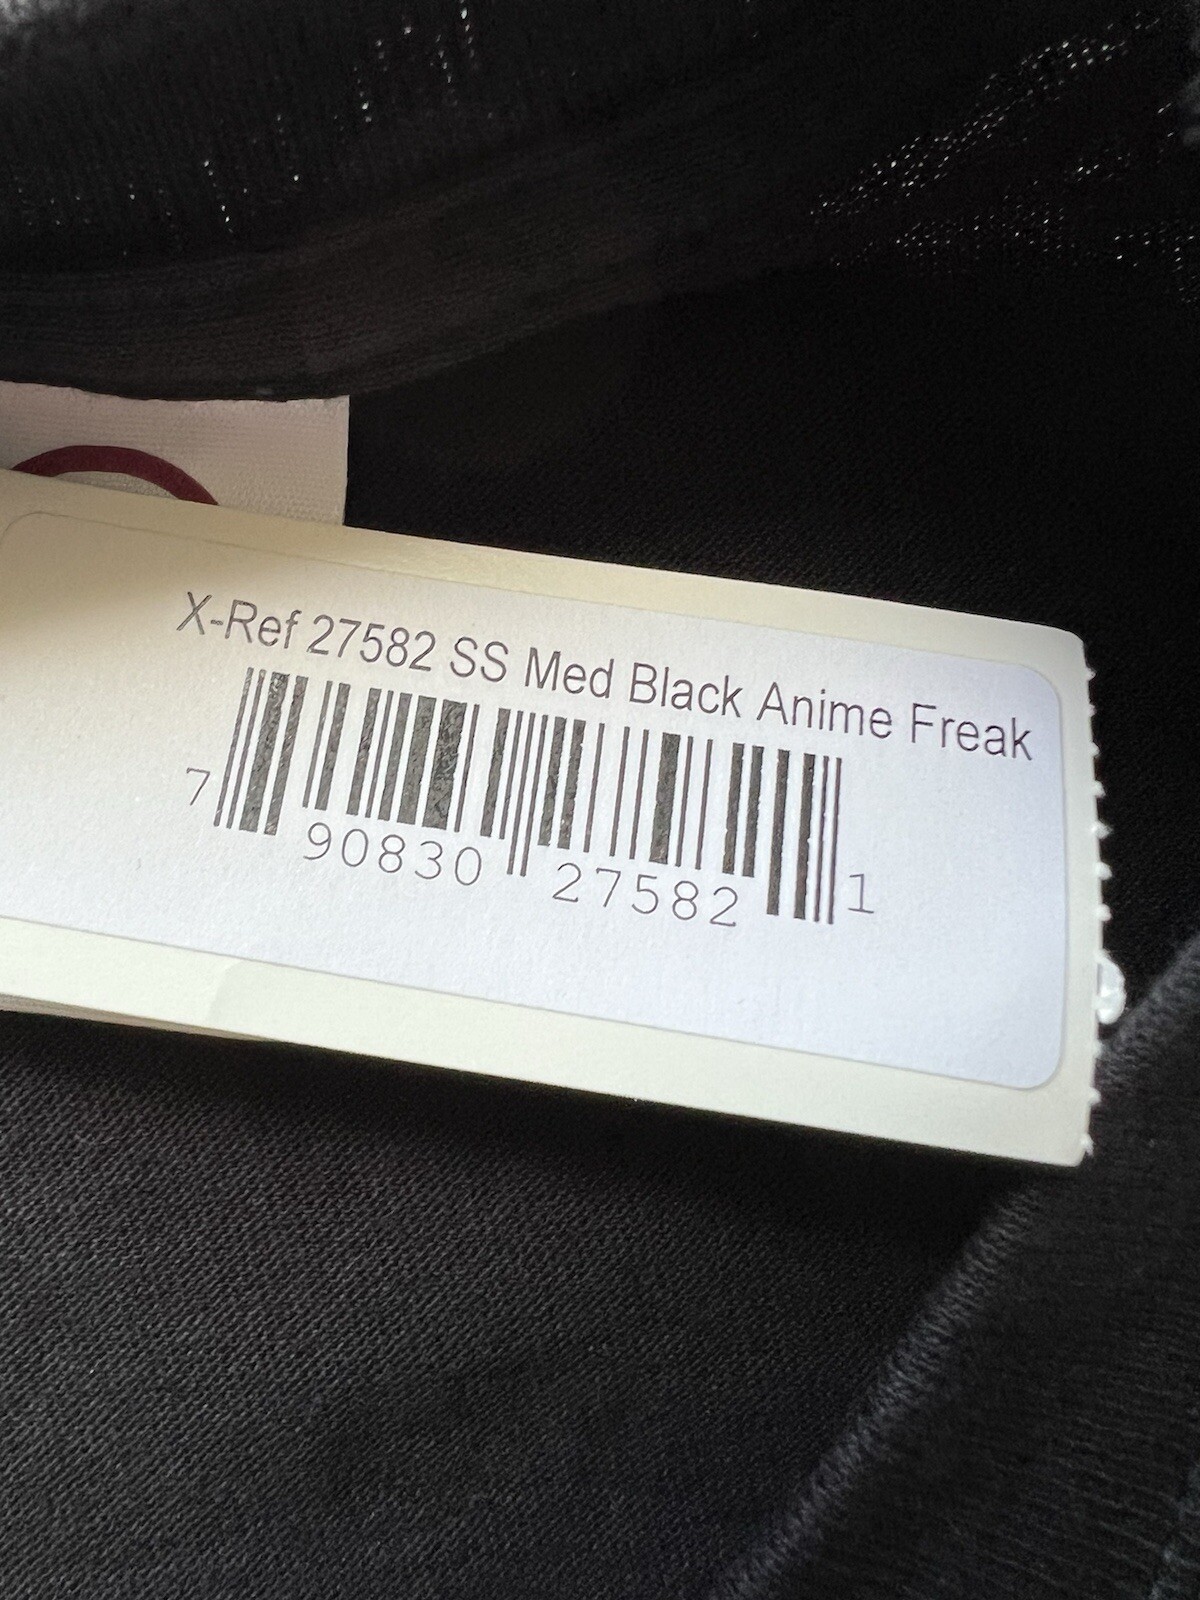 X-Ref 27582 SS Med Black Anime Freak
7 90830 27582 1